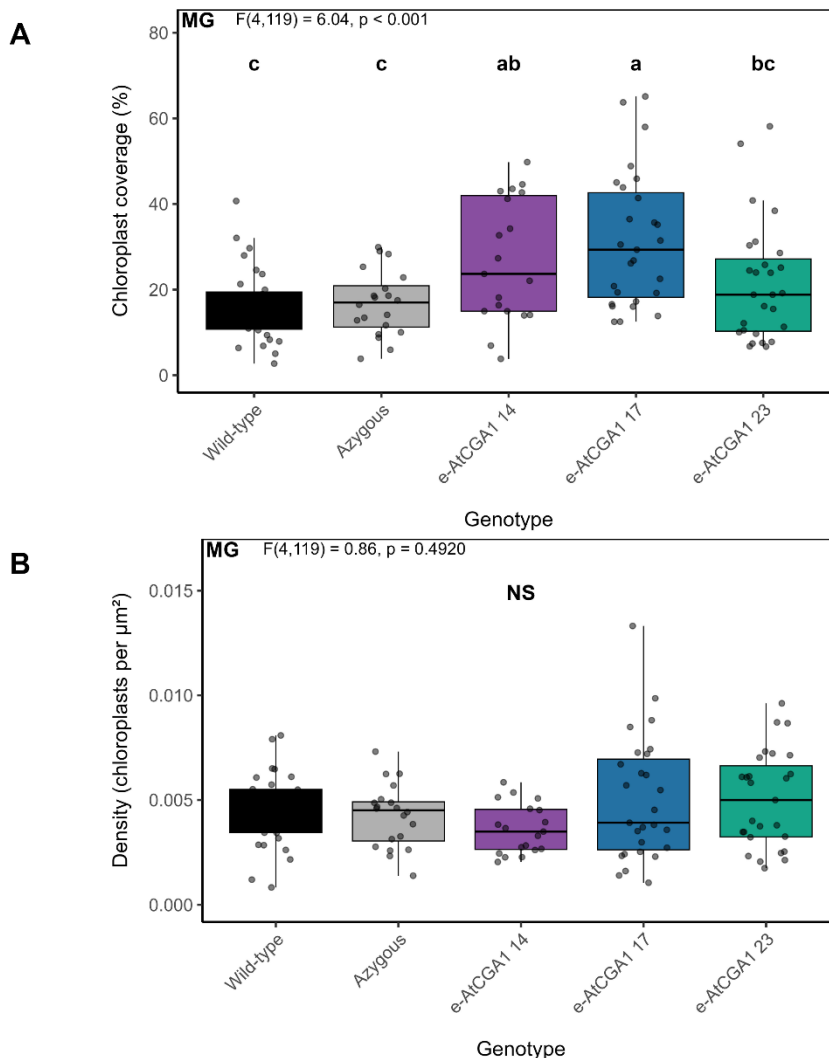 A
MG F(4,119) = 6.04, p < 0.001
80
60
40
20
0
Chloroplast coverage (%)
c c ab a bc
Wild-type
Azygous
e-AtCGA1 14
e-AtCGA1 17
e-AtCGA1 23
Genotype
B
MG F(4,119) = 0.86, p = 0.4920
NS
0.015
0.010
0.005
0.000
Density (chloroplasts per µm²)
Wild-type
Azygous
e-AtCGA1 14
e-AtCGA1 17
e-AtCGA1 23
Genotype